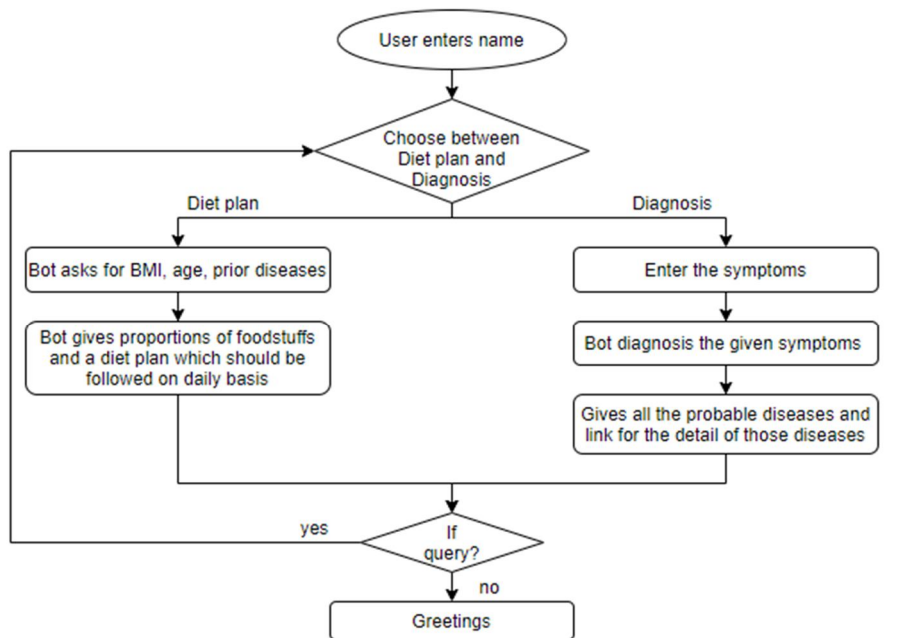 User enters name
Choose between
Diet plan and
Diagnosis
Diet plan
Diagnosis
Bot asks for BMI, age, prior diseases
Enter the symptoms
Bot gives proportions of foodstuffs
and a diet plan which should be
followed on daily basis
Bot diagnosis the given symptoms
Gives all the probable diseases and
link for the detail of those diseases
yes
If
query?
no
Greetings